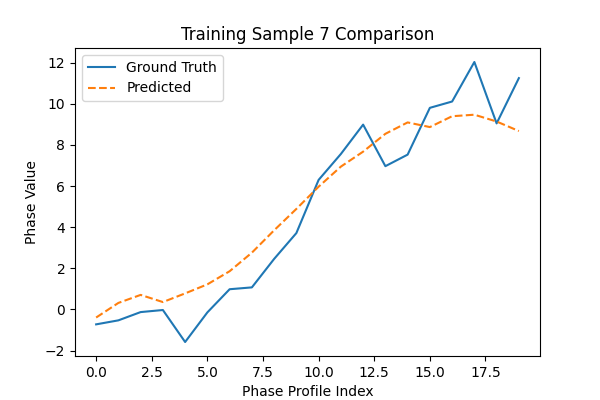 Training Sample 7 Comparison
Ground Truth
Predicted
Phase Value
12
10
8
6
4
2
0
−2
0.0 2.5 5.0 7.5 10.0 12.5 15.0 17.5
Phase Profile Index